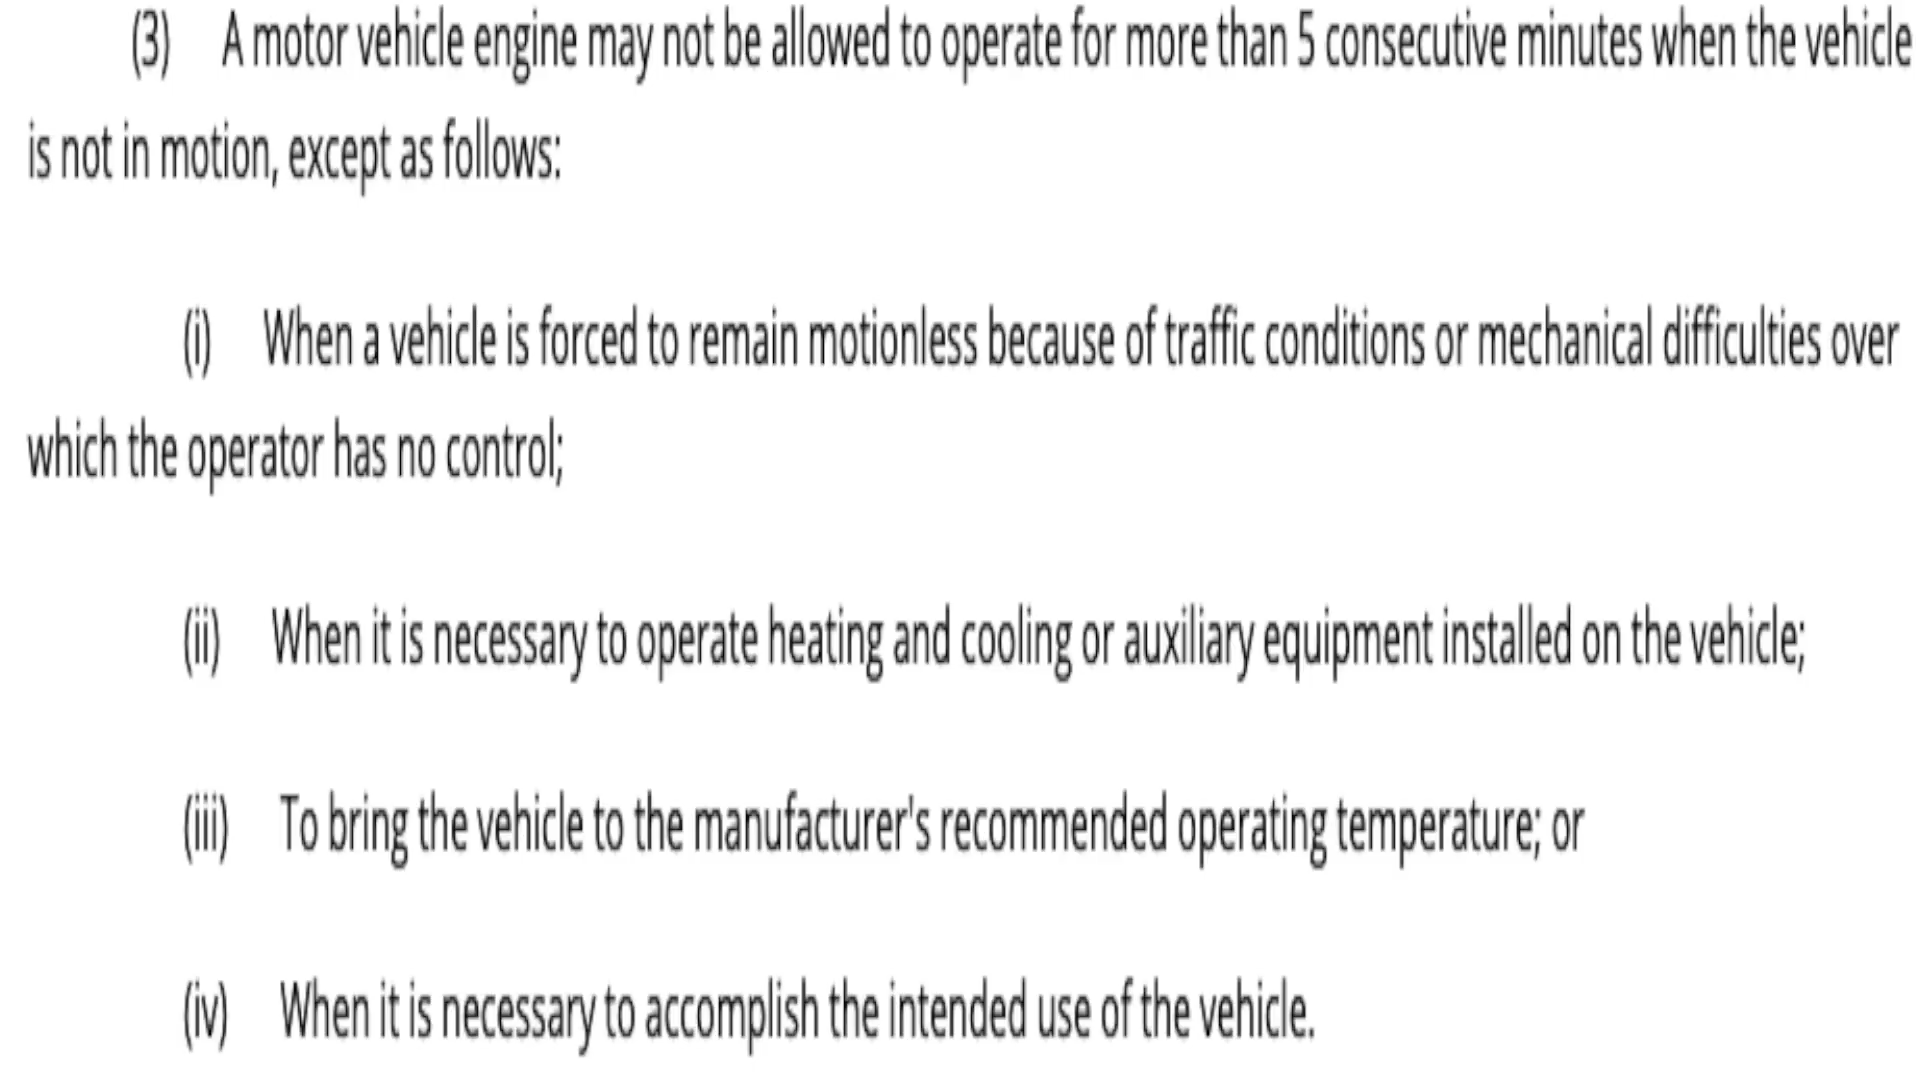 (3) A motor vehicle engine may not be allowed to operate for more than 5 consecutive minutes when the vehicle
is not in motion, except as follows:
(i) When a vehicle is forced to remain motionless because of traffic conditions or mechanical difficulties over
which the operator has no control;
(ii) When it is necessary to operate heating and cooling or auxiliary equipment installed on the vehicle;
(iii) To bring the vehicle to the manufacturer's recommended operating temperature; or
(iv) When it is necessary to accomplish the intended use of the vehicle.